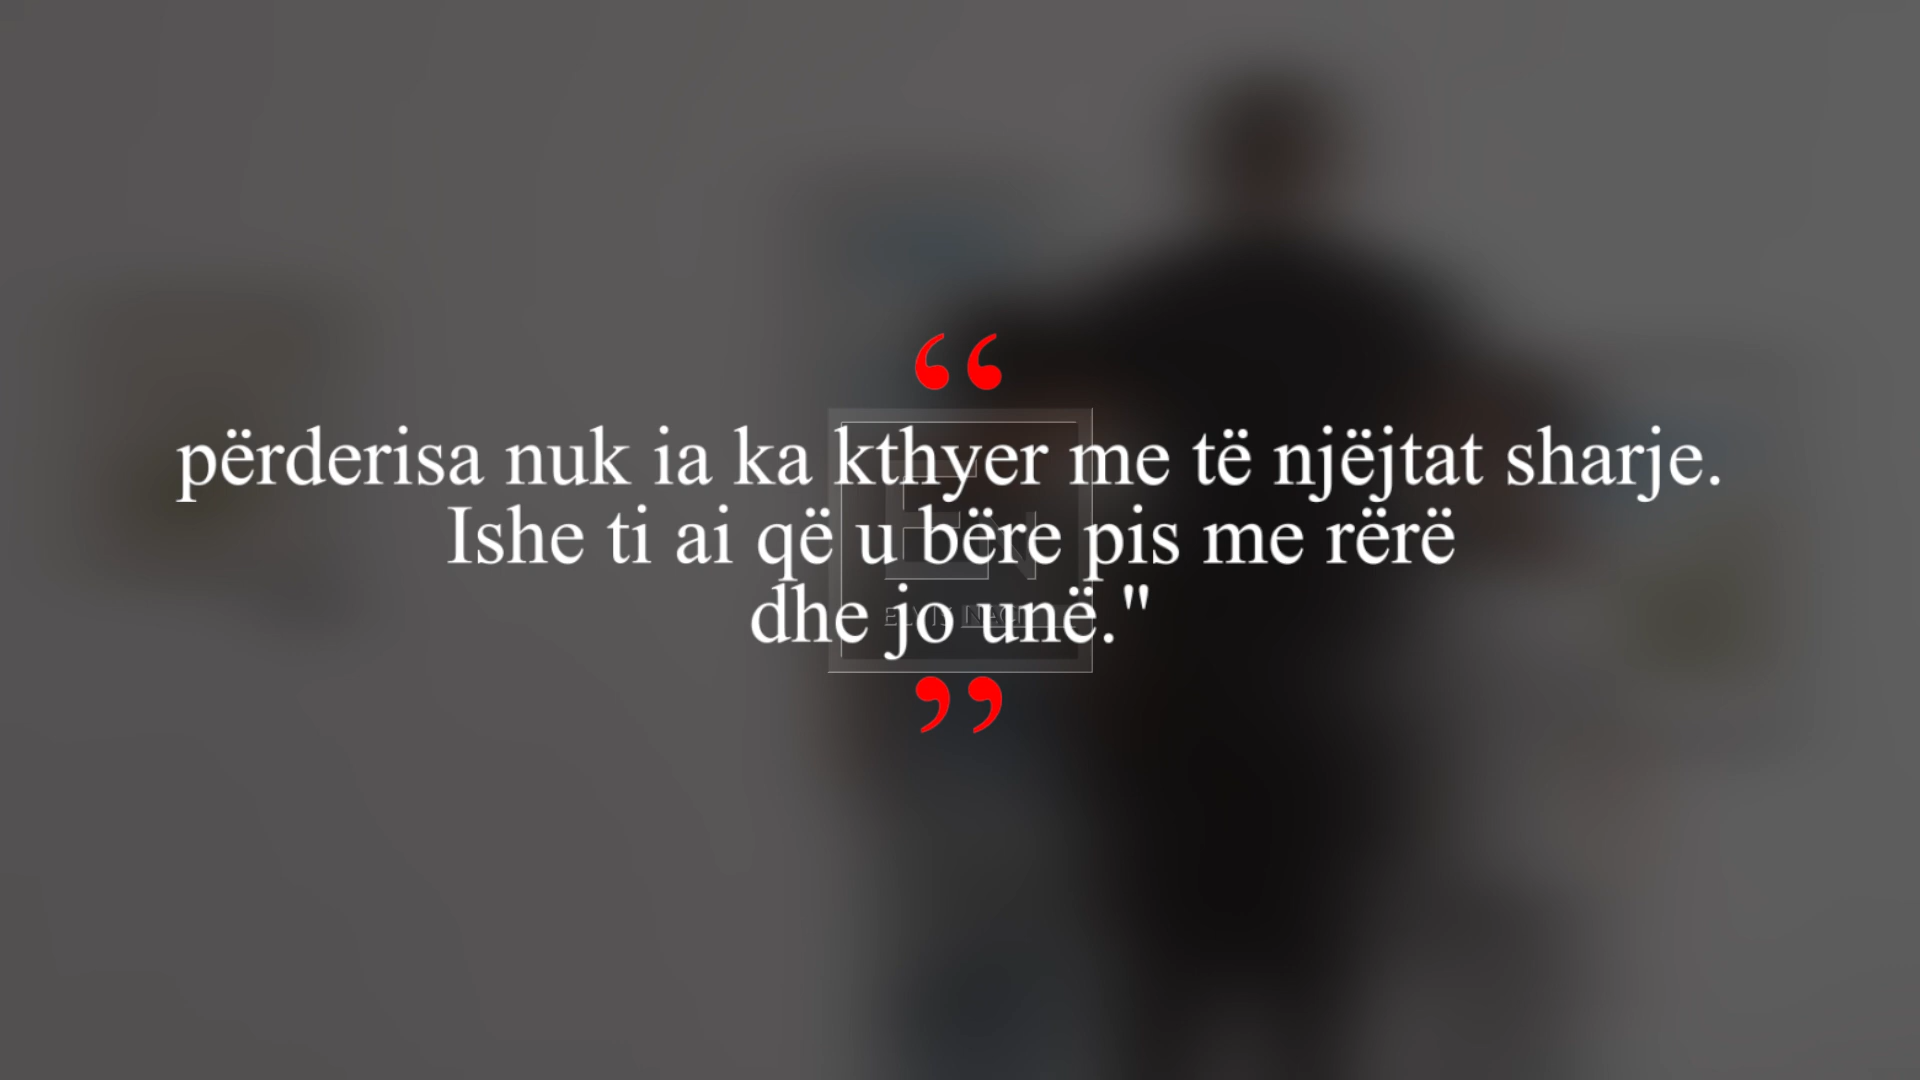 “
përderisa nuk ia ka kthyer me të njëjtat sharje.
Ishe ti ai që u bëre pis me rërë
dhe jo unë."
”
EN